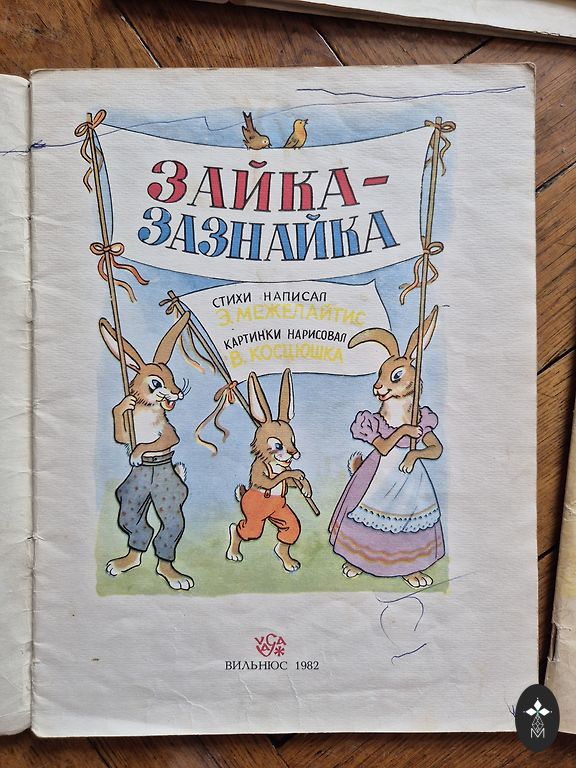 ЗАЙКА-
ЗАЗНАЙКА
СТИХИ НАПИСАЛ
Э. МЕЖЕЛАЙТИС
КАРТИНКИ НАРИСОВАЛ
В. КОСЦЮШКА
ВИЛЬНЮС 1982